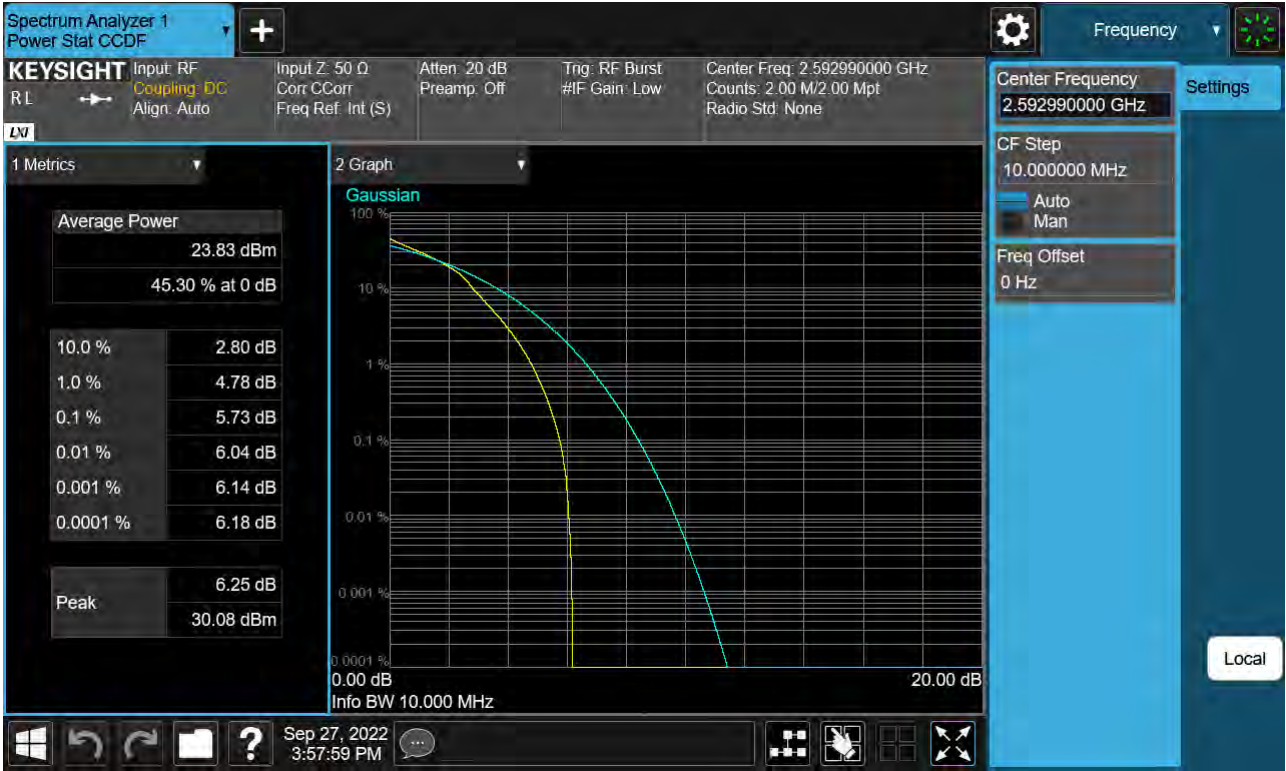 Spectrum Analyzer 1
Power Stat CCDF
Frequency
KEYSIGHT
RL
LXI
Input: RF
Coupling: DC
Align: Auto
Input Z: 50 Ω
Corr CCorr
Freq Ref: Int (S)
Atten: 20 dB
Preamp: Off
Trig: RF Burst
#IF Gain: Low
Center Freq: 2.592990000 GHz
Counts: 2.00 M/2.00 Mpt
Radio Std: None
Center Frequency
2.592990000 GHz
Settings
CF Step
10.000000 MHz
Auto
Man
Freq Offset
0 Hz
1 Metrics
Average Power
23.83 dBm
45.30 % at 0 dB
10.0 % 2.80 dB
1.0 % 4.78 dB
0.1 % 5.73 dB
0.01 % 6.04 dB
0.001 % 6.14 dB
0.0001 % 6.18 dB
Peak
6.25 dB
30.08 dBm
2 Graph
Gaussian
100 %
10 %
1 %
0.1 %
0.01 %
0.001 %
0.0001 %
0.00 dB 20.00 dB
Info BW 10.000 MHz
Local
?
Sep 27, 2022
3:57:59 PM